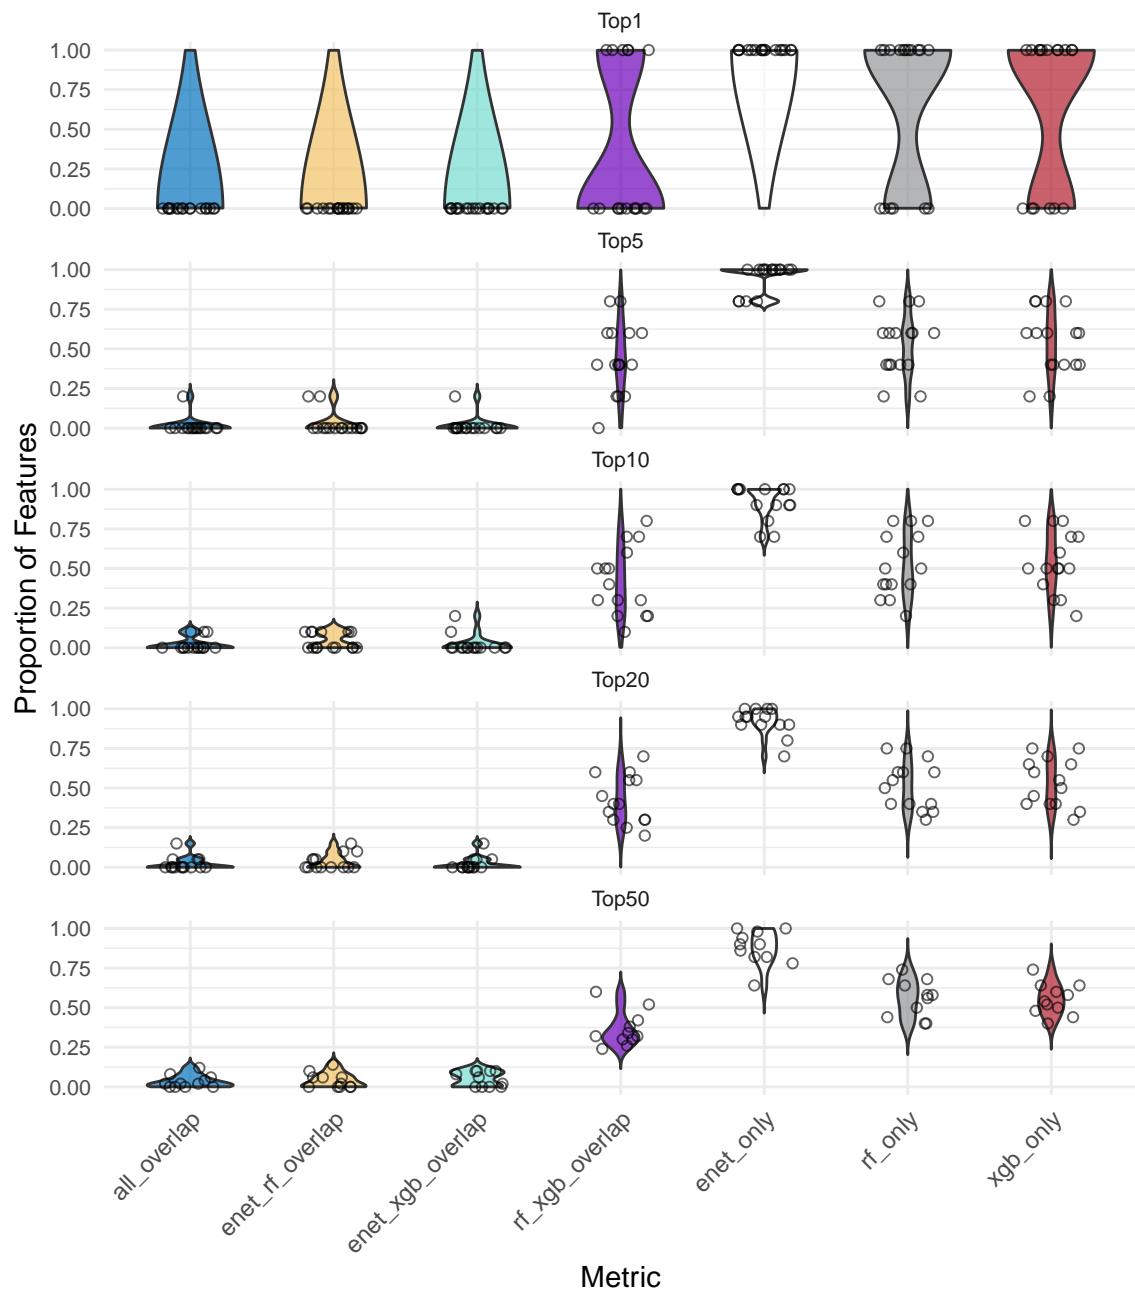 Top1
1.00
0.75
0.50
0.25
0.00
Top5
1.00
0.75
0.50
0.25
0.00
Top10
1.00
0.75
0.50
0.25
0.00
Top20
1.00
0.75
0.50
0.25
0.00
Top50
1.00
0.75
0.50
0.25
0.00
Proportion of Features
all_overlap
enet_rf_overlap
enet_xgb_overlap
rf_xgb_overlap
enet_only
rf_only
xgb_only
Metric